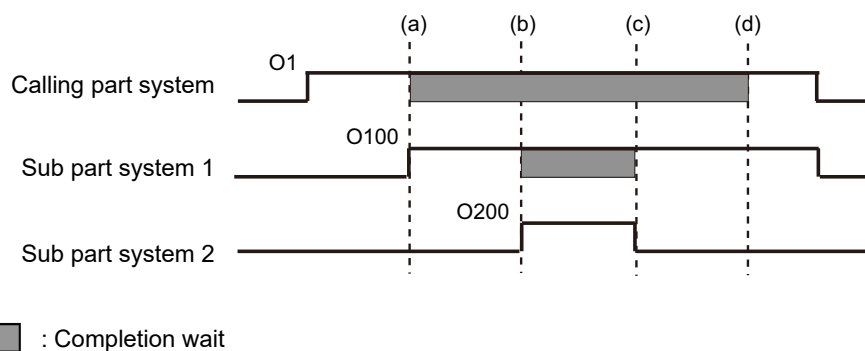 (a) (b) (c) (d)
O1
Calling part system
O100
Sub part system 1
O200
Sub part system 2
: Completion wait